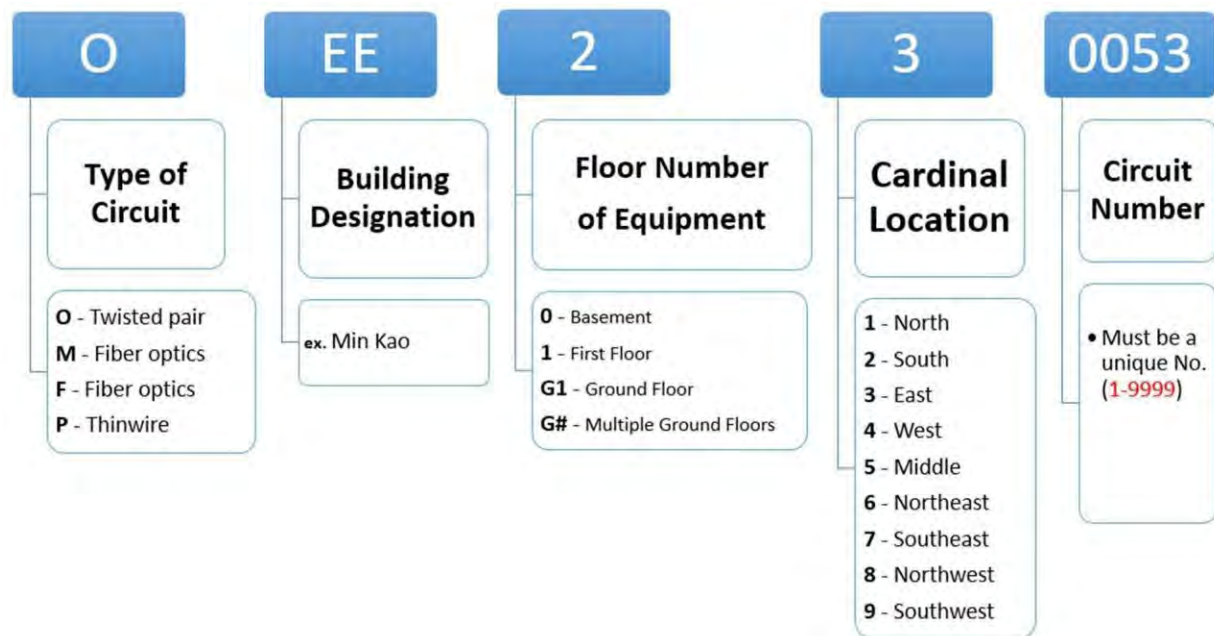 O
Type of
Circuit
O - Twisted pair
M - Fiber optics
F - Fiber optics
P - Thinwire
EE
Building
Designation
ex. Min Kao
2
Floor Number
of Equipment
0 - Basement
1 - First Floor
G1 - Ground Floor
G# - Multiple Ground Floors
3
Cardinal
Location
1 - North
2 - South
3 - East
4 - West
5 - Middle
6 - Northeast
7 - Southeast
8 - Northwest
9 - Southwest
0053
Circuit
Number
• Must be a
unique No.
(1-9999)